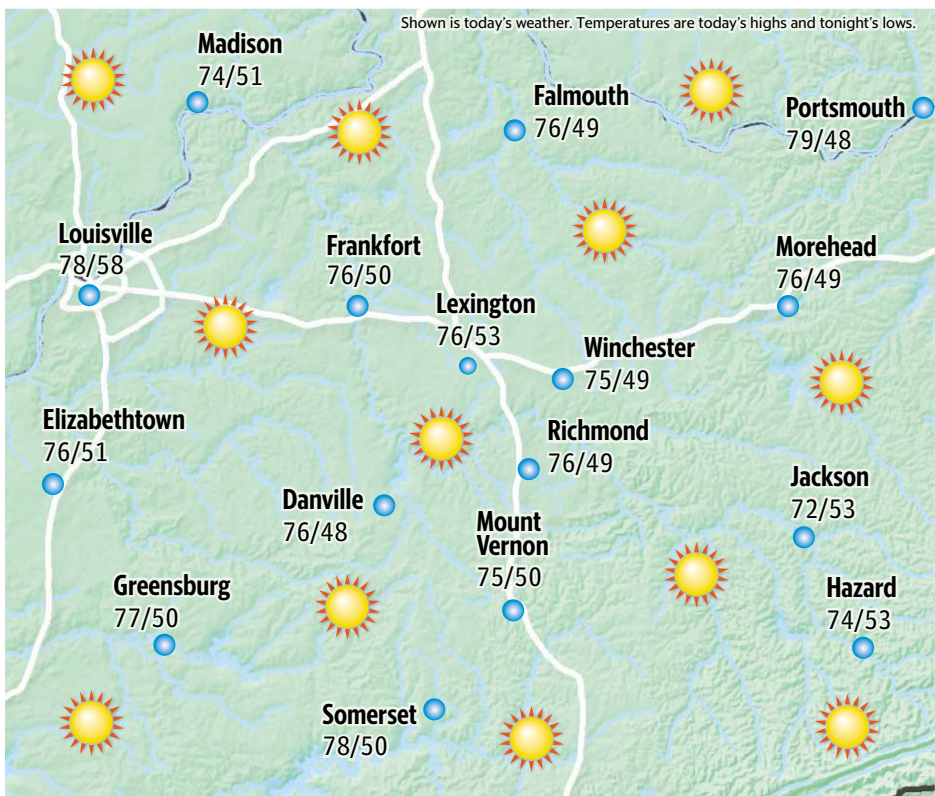 Shown is today's weather. Temperatures are today's highs and tonight's lows.
Madison
74/51
Falmouth
76/49
Portsmouth
79/48
Louisville
78/58
Frankfort
76/50
Morehead
76/49
Lexington
76/53
Winchester
75/49
Elizabethtown
76/51
Richmond
76/49
Danville
76/48
Jackson
72/53
Mount
Vernon
75/50
Greensburg
77/50
Hazard
74/53
Somerset
78/50